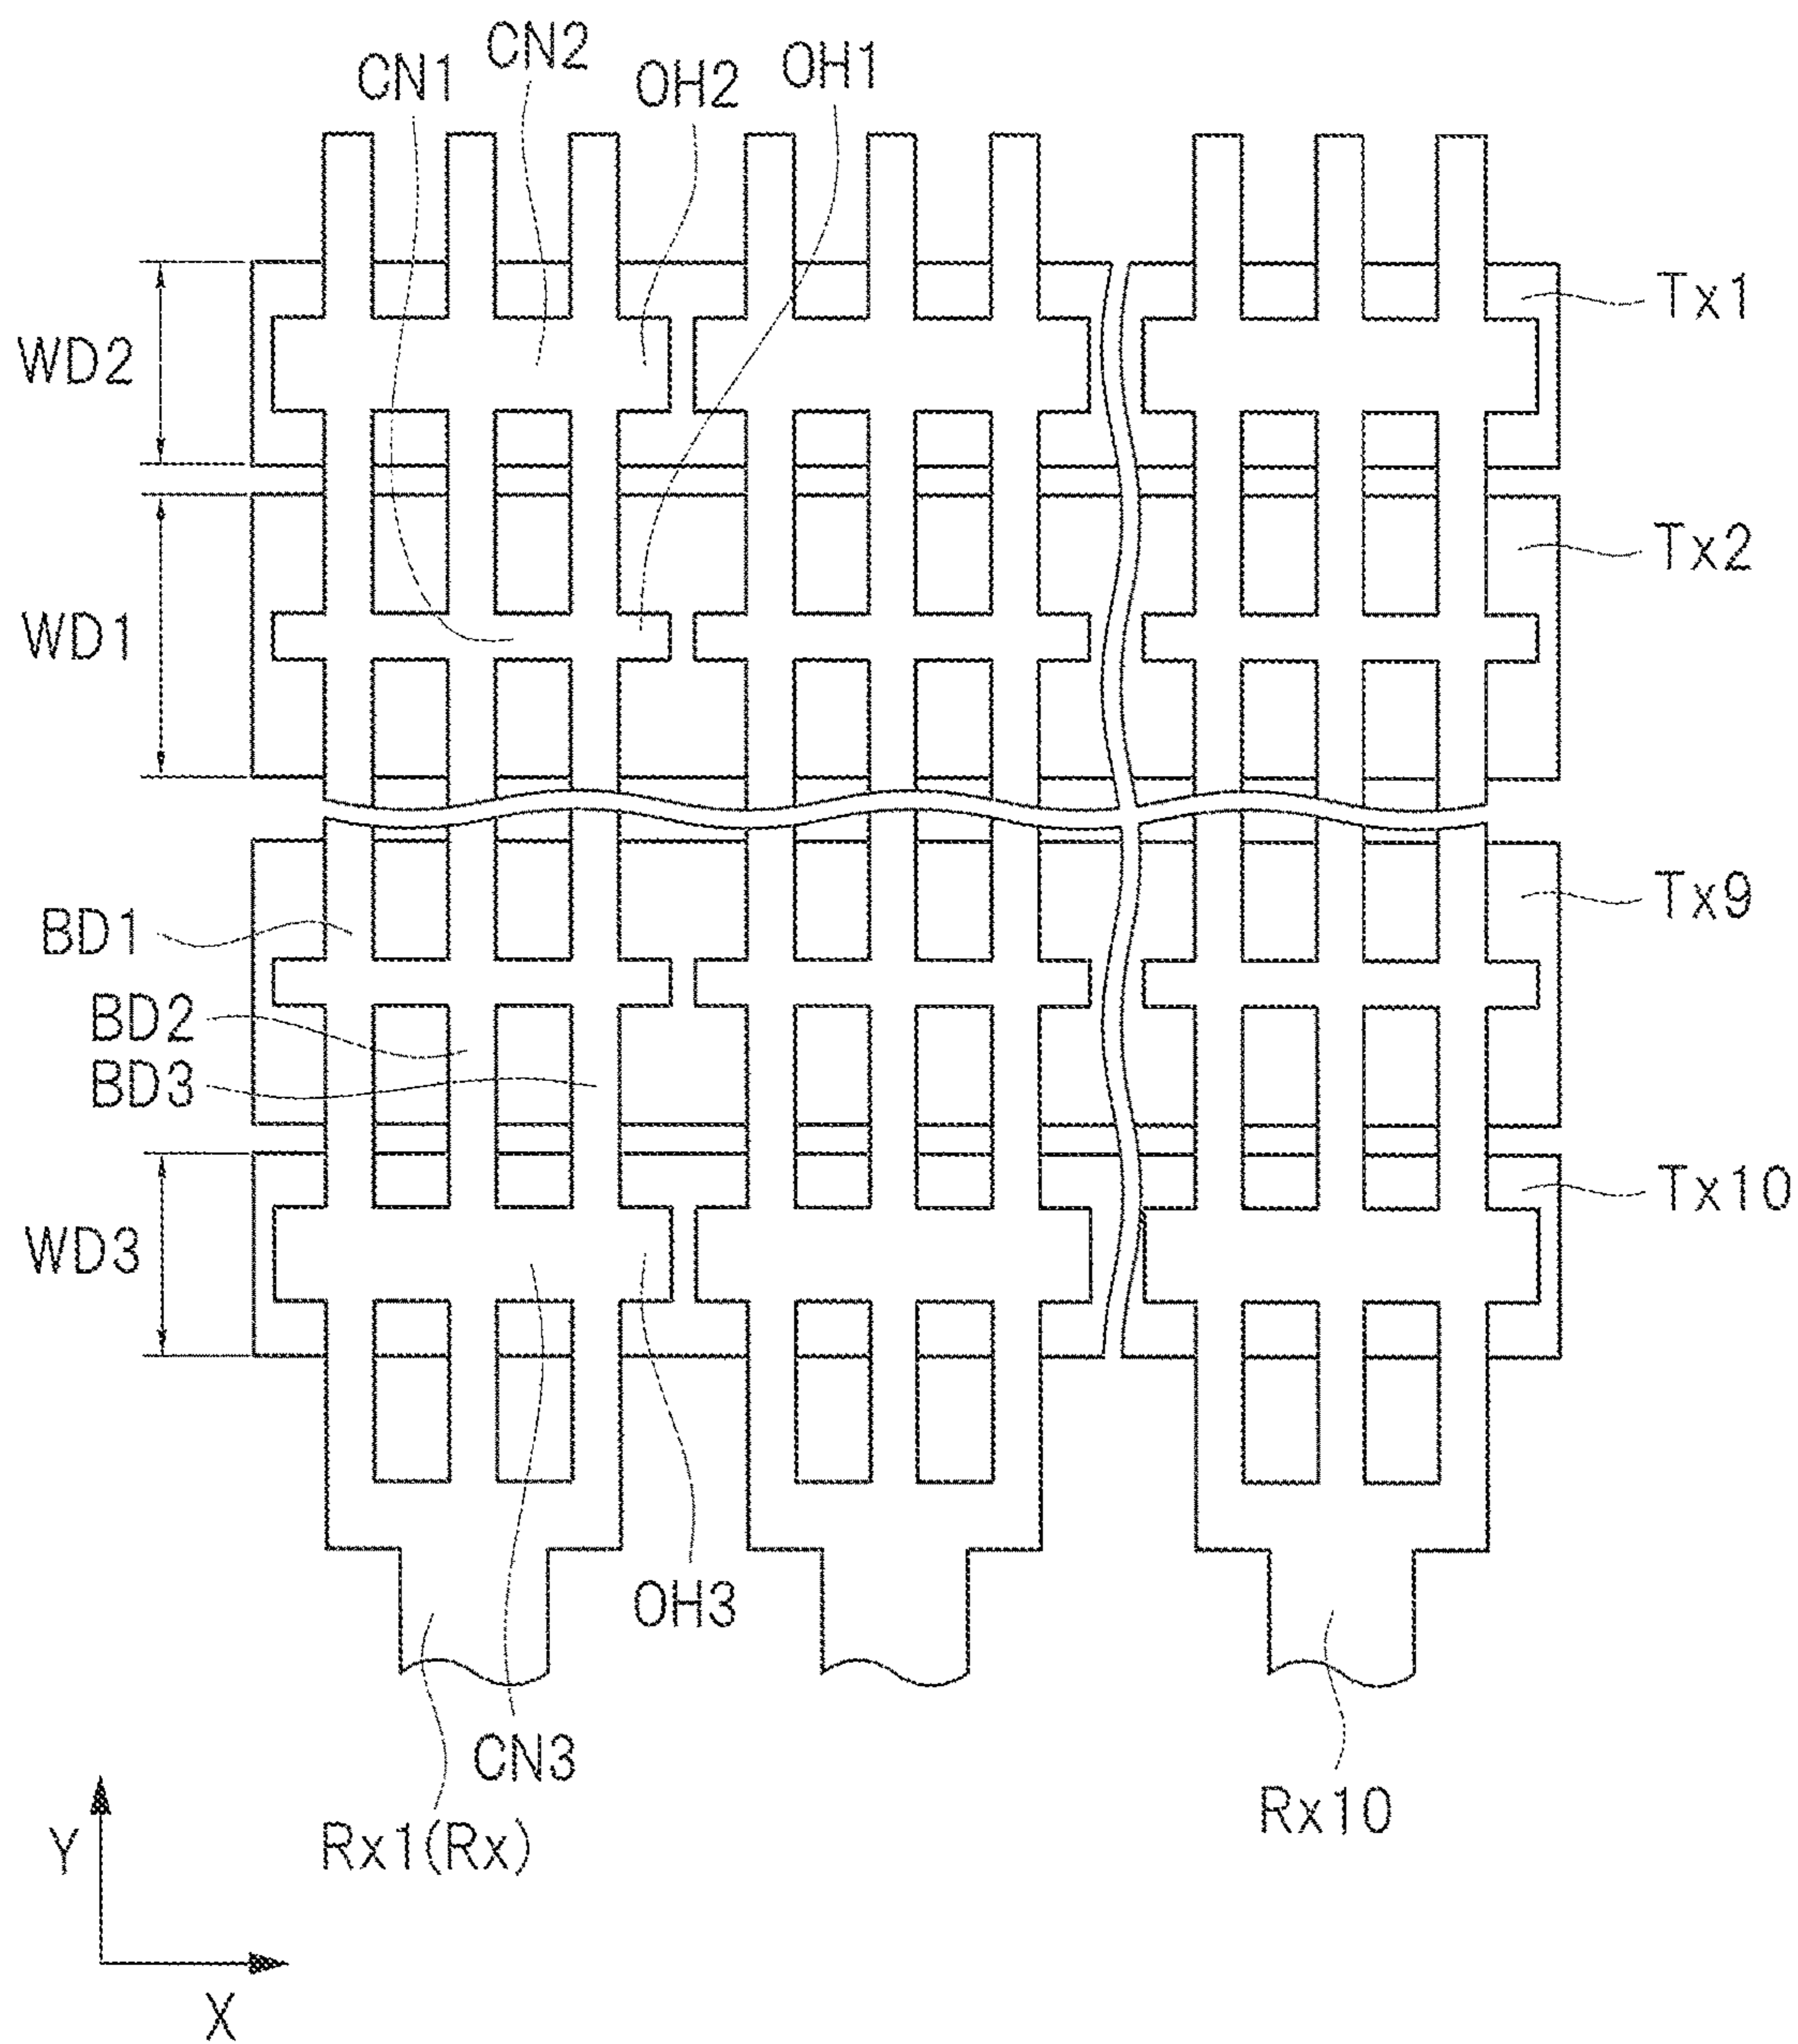 CN1
CN2
OH2
OH1
Tx1
WD2
Tx2
WD1
Tx9
BD1
BD2
BD3
Tx10
WD3
OH3
CN3
Rx10
Rx1(Rx)
Y
X